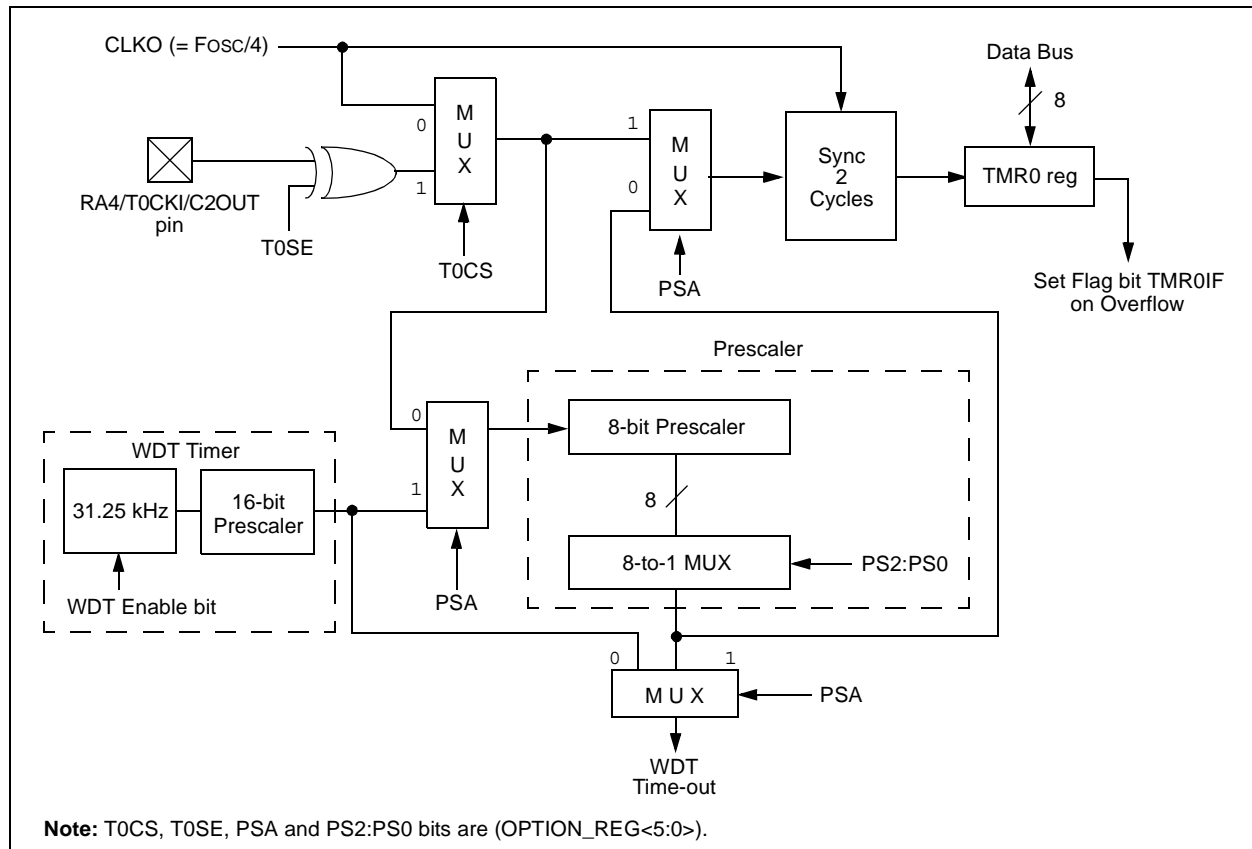 CLKO (= FOSC/4)
Data Bus
8
M
U
X
0
1
RA4/T0CKI/C2OUT
pin
T0SE
T0CS
1
0
M
U
X
PSA
Sync
2
Cycles
TMR0 reg
Set Flag bit TMR0IF
on Overflow
Prescaler
0
1
M
U
X
PSA
8-bit Prescaler
8
8-to-1 MUX
PS2:PS0
WDT Timer
31.25 kHz
16-bit
Prescaler
WDT Enable bit
0
1
M U X
PSA
WDT
Time-out
Note: T0CS, T0SE, PSA and PS2:PS0 bits are (OPTION_REG<5:0>).